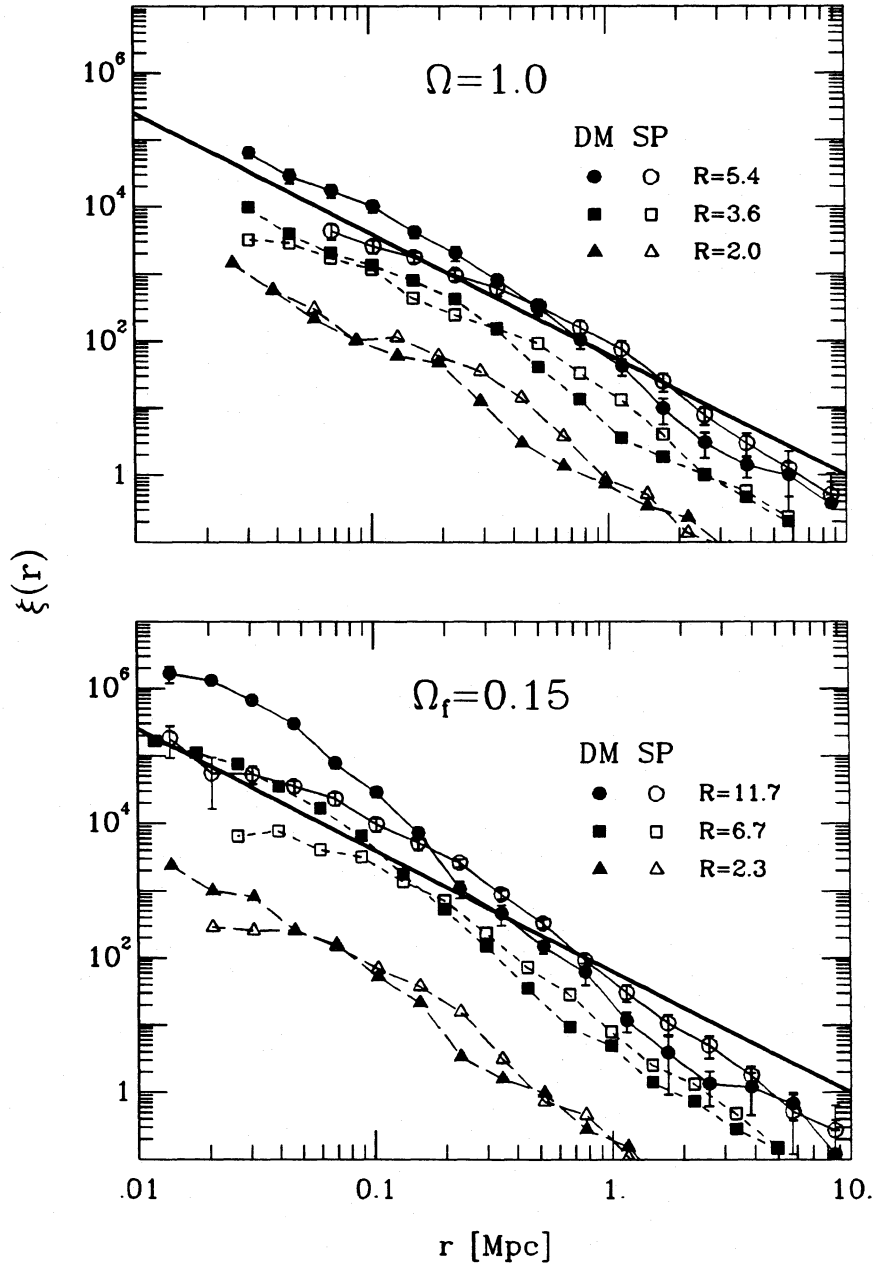 10⁶
Ω=1.0
DM SP
R=5.4
10⁴
R=3.6
R=2.0
10²
1
ξ(r)
10⁶
Ω_f=0.15
DM SP
R=11.7
10⁴
R=6.7
R=2.3
10²
1
.01 0.1 1. 10.
r [Mpc]